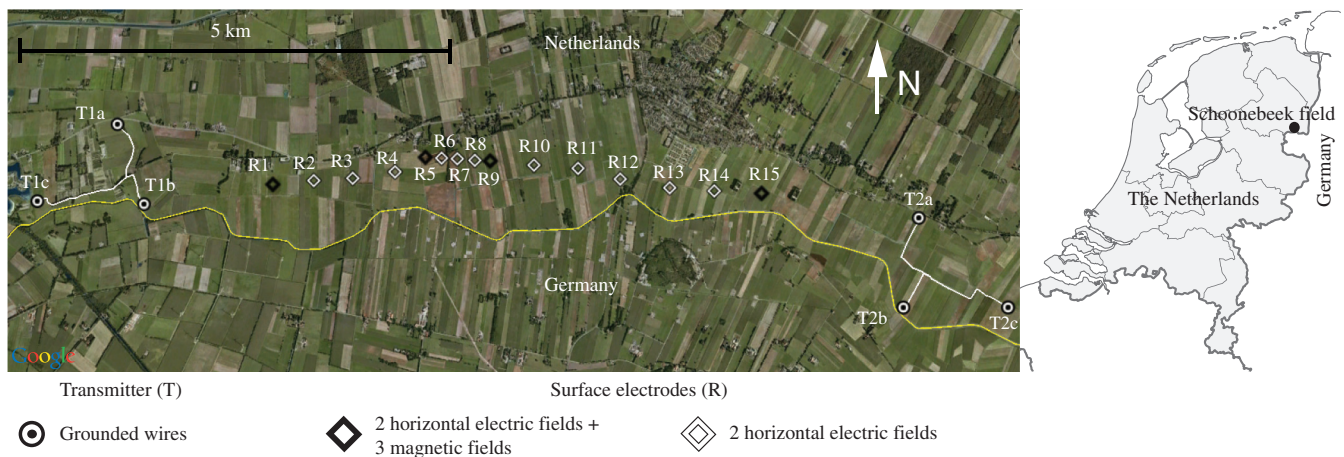 5 km
Netherlands
N
T1a
R1
R2
R3
R4
R5
R6
R7
R8
R9
R10
R11
R12
R13
R14
R15
T1c
T1b
T2a
T2b
T2c
Germany
Google
Schoonebeek field
The Netherlands
Germany
Transmitter (T)
Surface electrodes (R)
Grounded wires
2 horizontal electric fields +
3 magnetic fields
2 horizontal electric fields